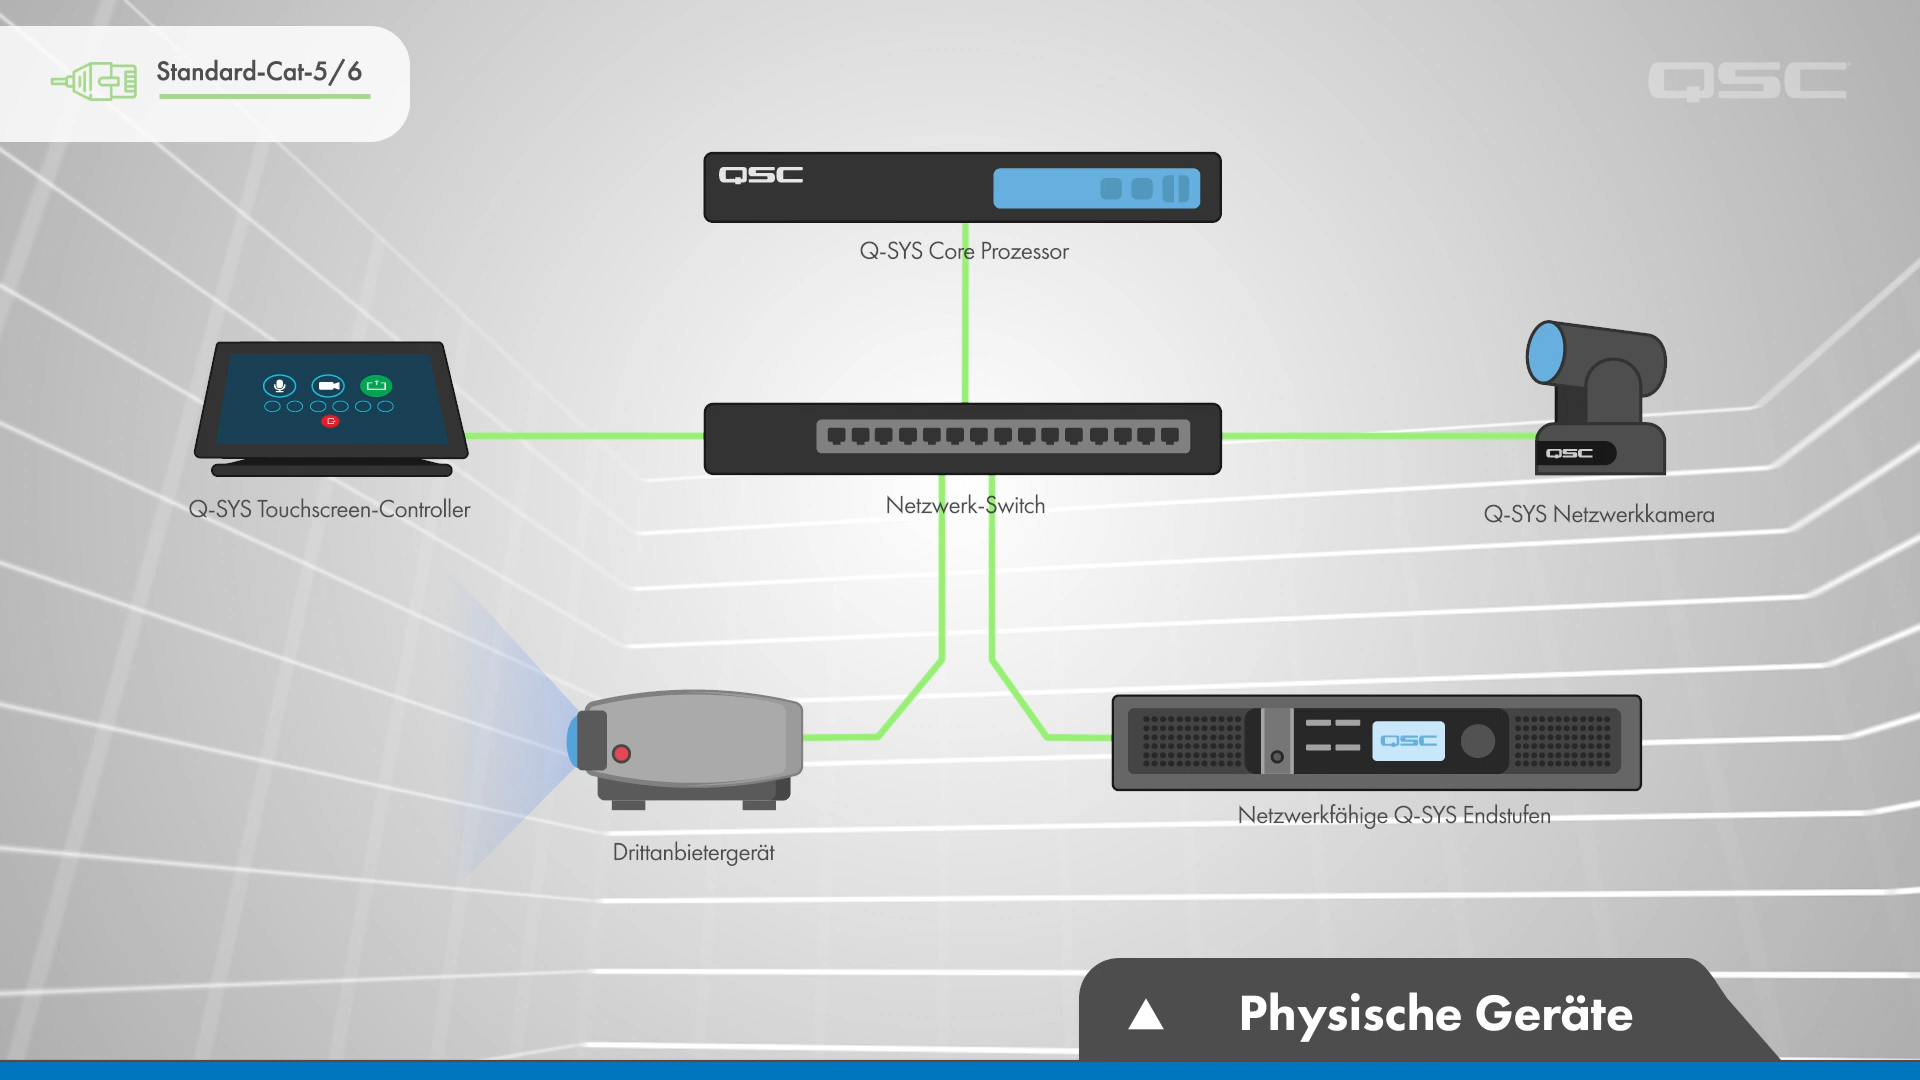 Standard-Cat-5/6
QSC
QSC
Q-SYS Core Prozessor
QSC
Q-SYS Touchscreen-Controller
Netzwerk-Switch
Q-SYS Netzwerkkamera
QSC
Netzwerkfähige Q-SYS Endstufen
Drittanbietergerät
Physische Geräte